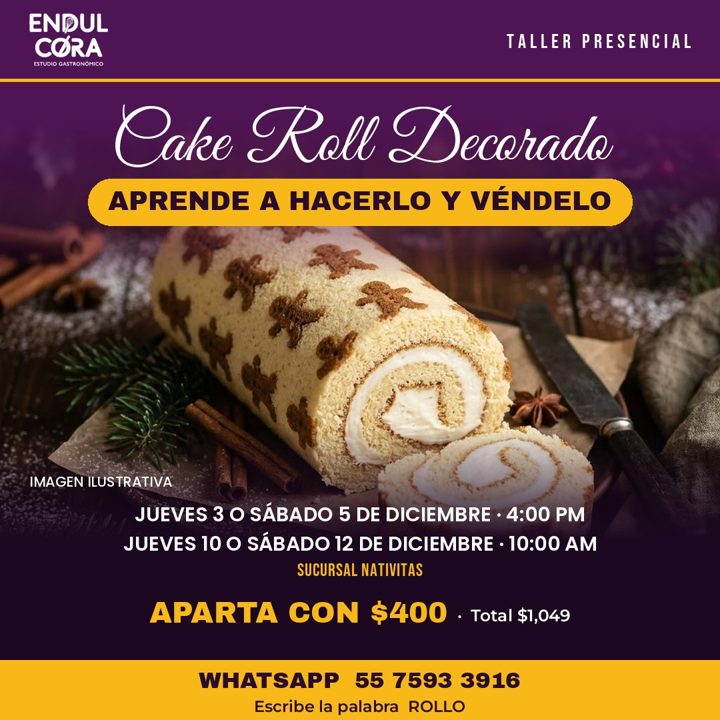 ENDUL
CØRA
ESTUDIO GASTRONÓMICO
TALLER PRESENCIAL
Cake Roll Decorado
APRENDE A HACERLO Y VÉNDELO
IMAGEN ILUSTRATIVA
JUEVES 3 O SÁBADO 5 DE DICIEMBRE · 4:00 PM
JUEVES 10 O SÁBADO 12 DE DICIEMBRE · 10:00 AM
SUCURSAL NATIVITAS
APARTA CON $400 · Total $1,049
WHATSAPP 55 7593 3916
Escribe la palabra ROLLO